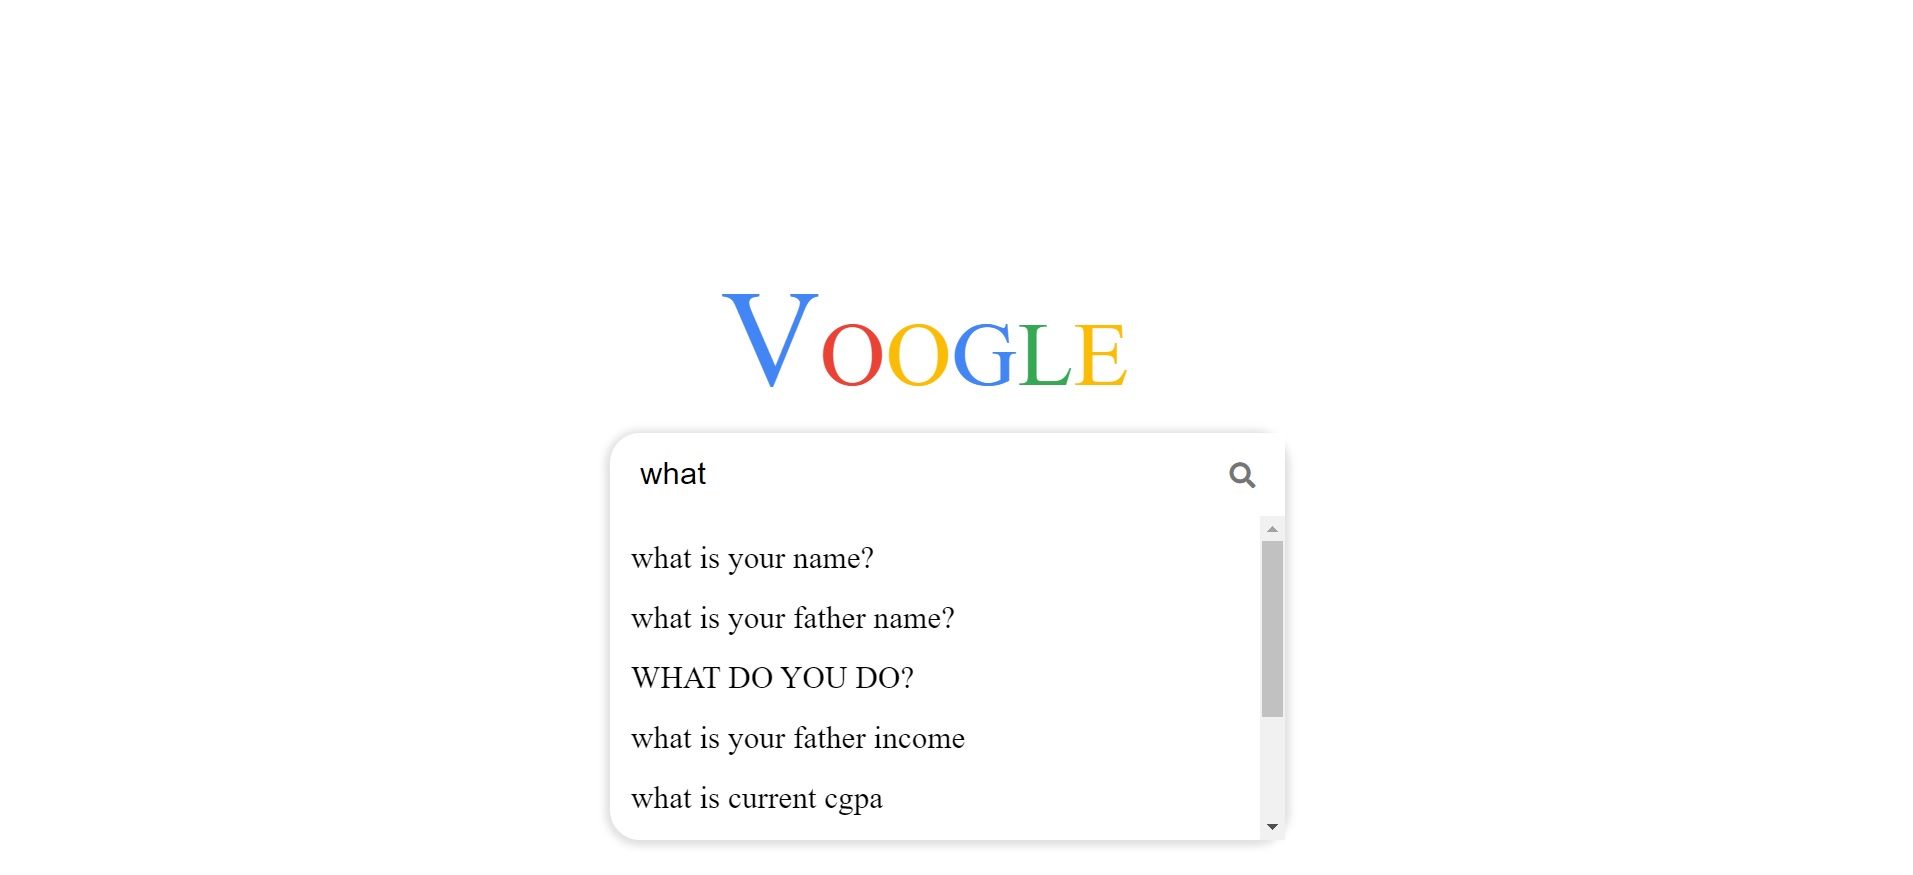 VOOGLE
what
what is your name?
what is your father name?
WHAT DO YOU DO?
what is your father income
what is current cgpa